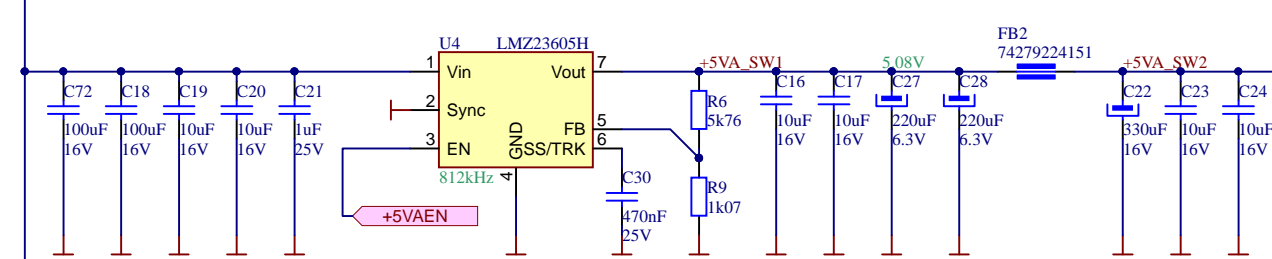 U4 LMZ23605H
1 Vin
2 Sync
3 EN
Vout 7
FB 5
SS/TRK 6
GND 4
812kHz
+5VAEN
C72
100uF
16V
C18
100uF
16V
C19
10uF
16V
C20
10uF
16V
C21
1uF
25V
C30
470nF
25V
+5VA_SW1
R6
5k76
R9
1k07
C16
10uF
16V
C17
10uF
16V
5.08V
C27
220uF
6.3V
C28
220uF
6.3V
FB2
74279224151
+5VA_SW2
C22
330uF
16V
C23
10uF
16V
C24
10uF
16V